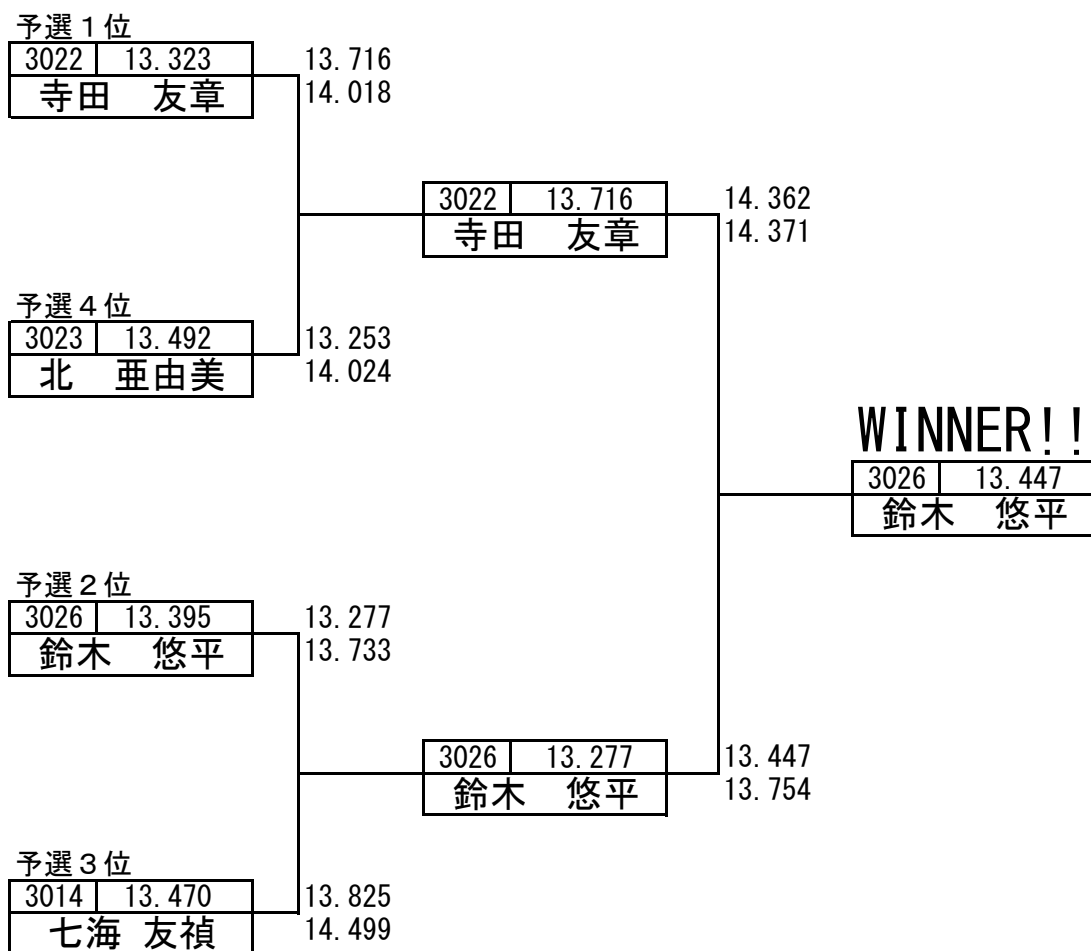 予選１位
3022 13.323
寺田　友章
13.716
14.018
3022 13.716
寺田　友章
14.362
14.371
予選４位
3023 13.492
北　亜由美
13.253
14.024
WINNER!!
3026 13.447
鈴木　悠平
予選２位
3026 13.395
鈴木　悠平
13.277
13.733
3026 13.277
鈴木　悠平
13.447
13.754
予選３位
3014 13.470
七海 友禎
13.825
14.499